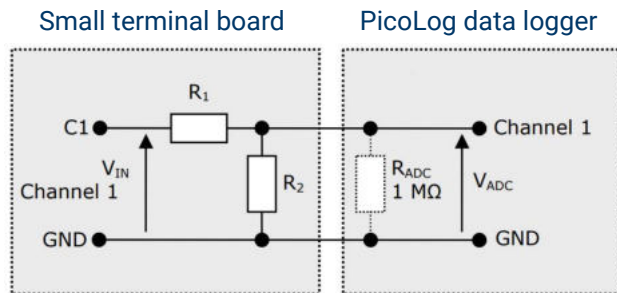 Small terminal board
PicoLog data logger
R1
C1
Channel 1
VIN
Channel 1
R2
RADC
1 MΩ
VADC
GND
GND